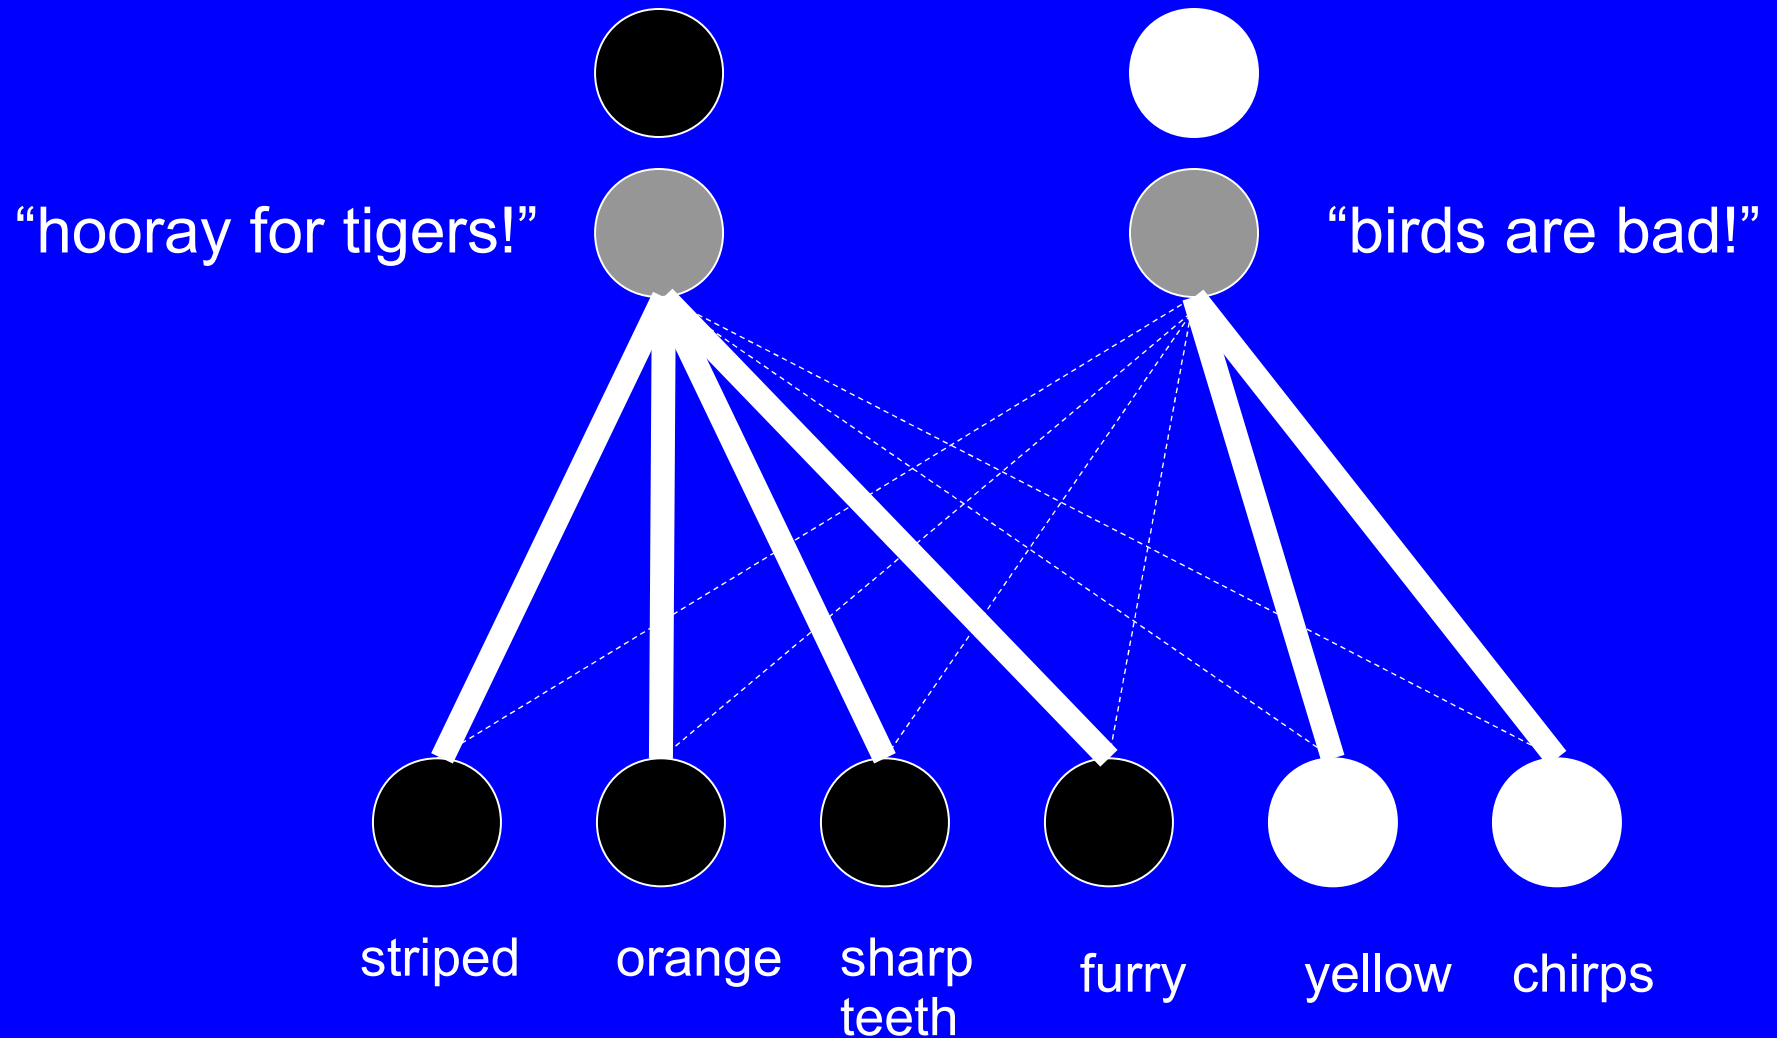 “hooray for tigers!”
“birds are bad!”
striped
orange
sharp
teeth
furry
yellow
chirps